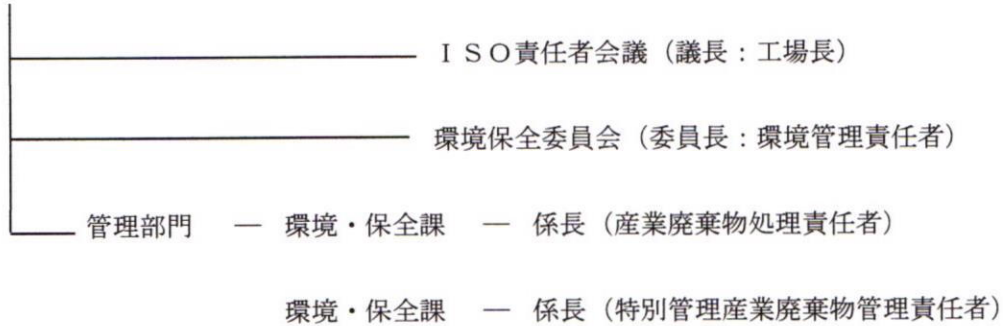 ＩＳＯ責任者会議（議長：工場長）
環境保全委員会（委員長：環境管理責任者）
管理部門 ― 環境・保全課 ― 係長（産業廃棄物処理責任者）
環境・保全課 ― 係長（特別管理産業廃棄物管理責任者）